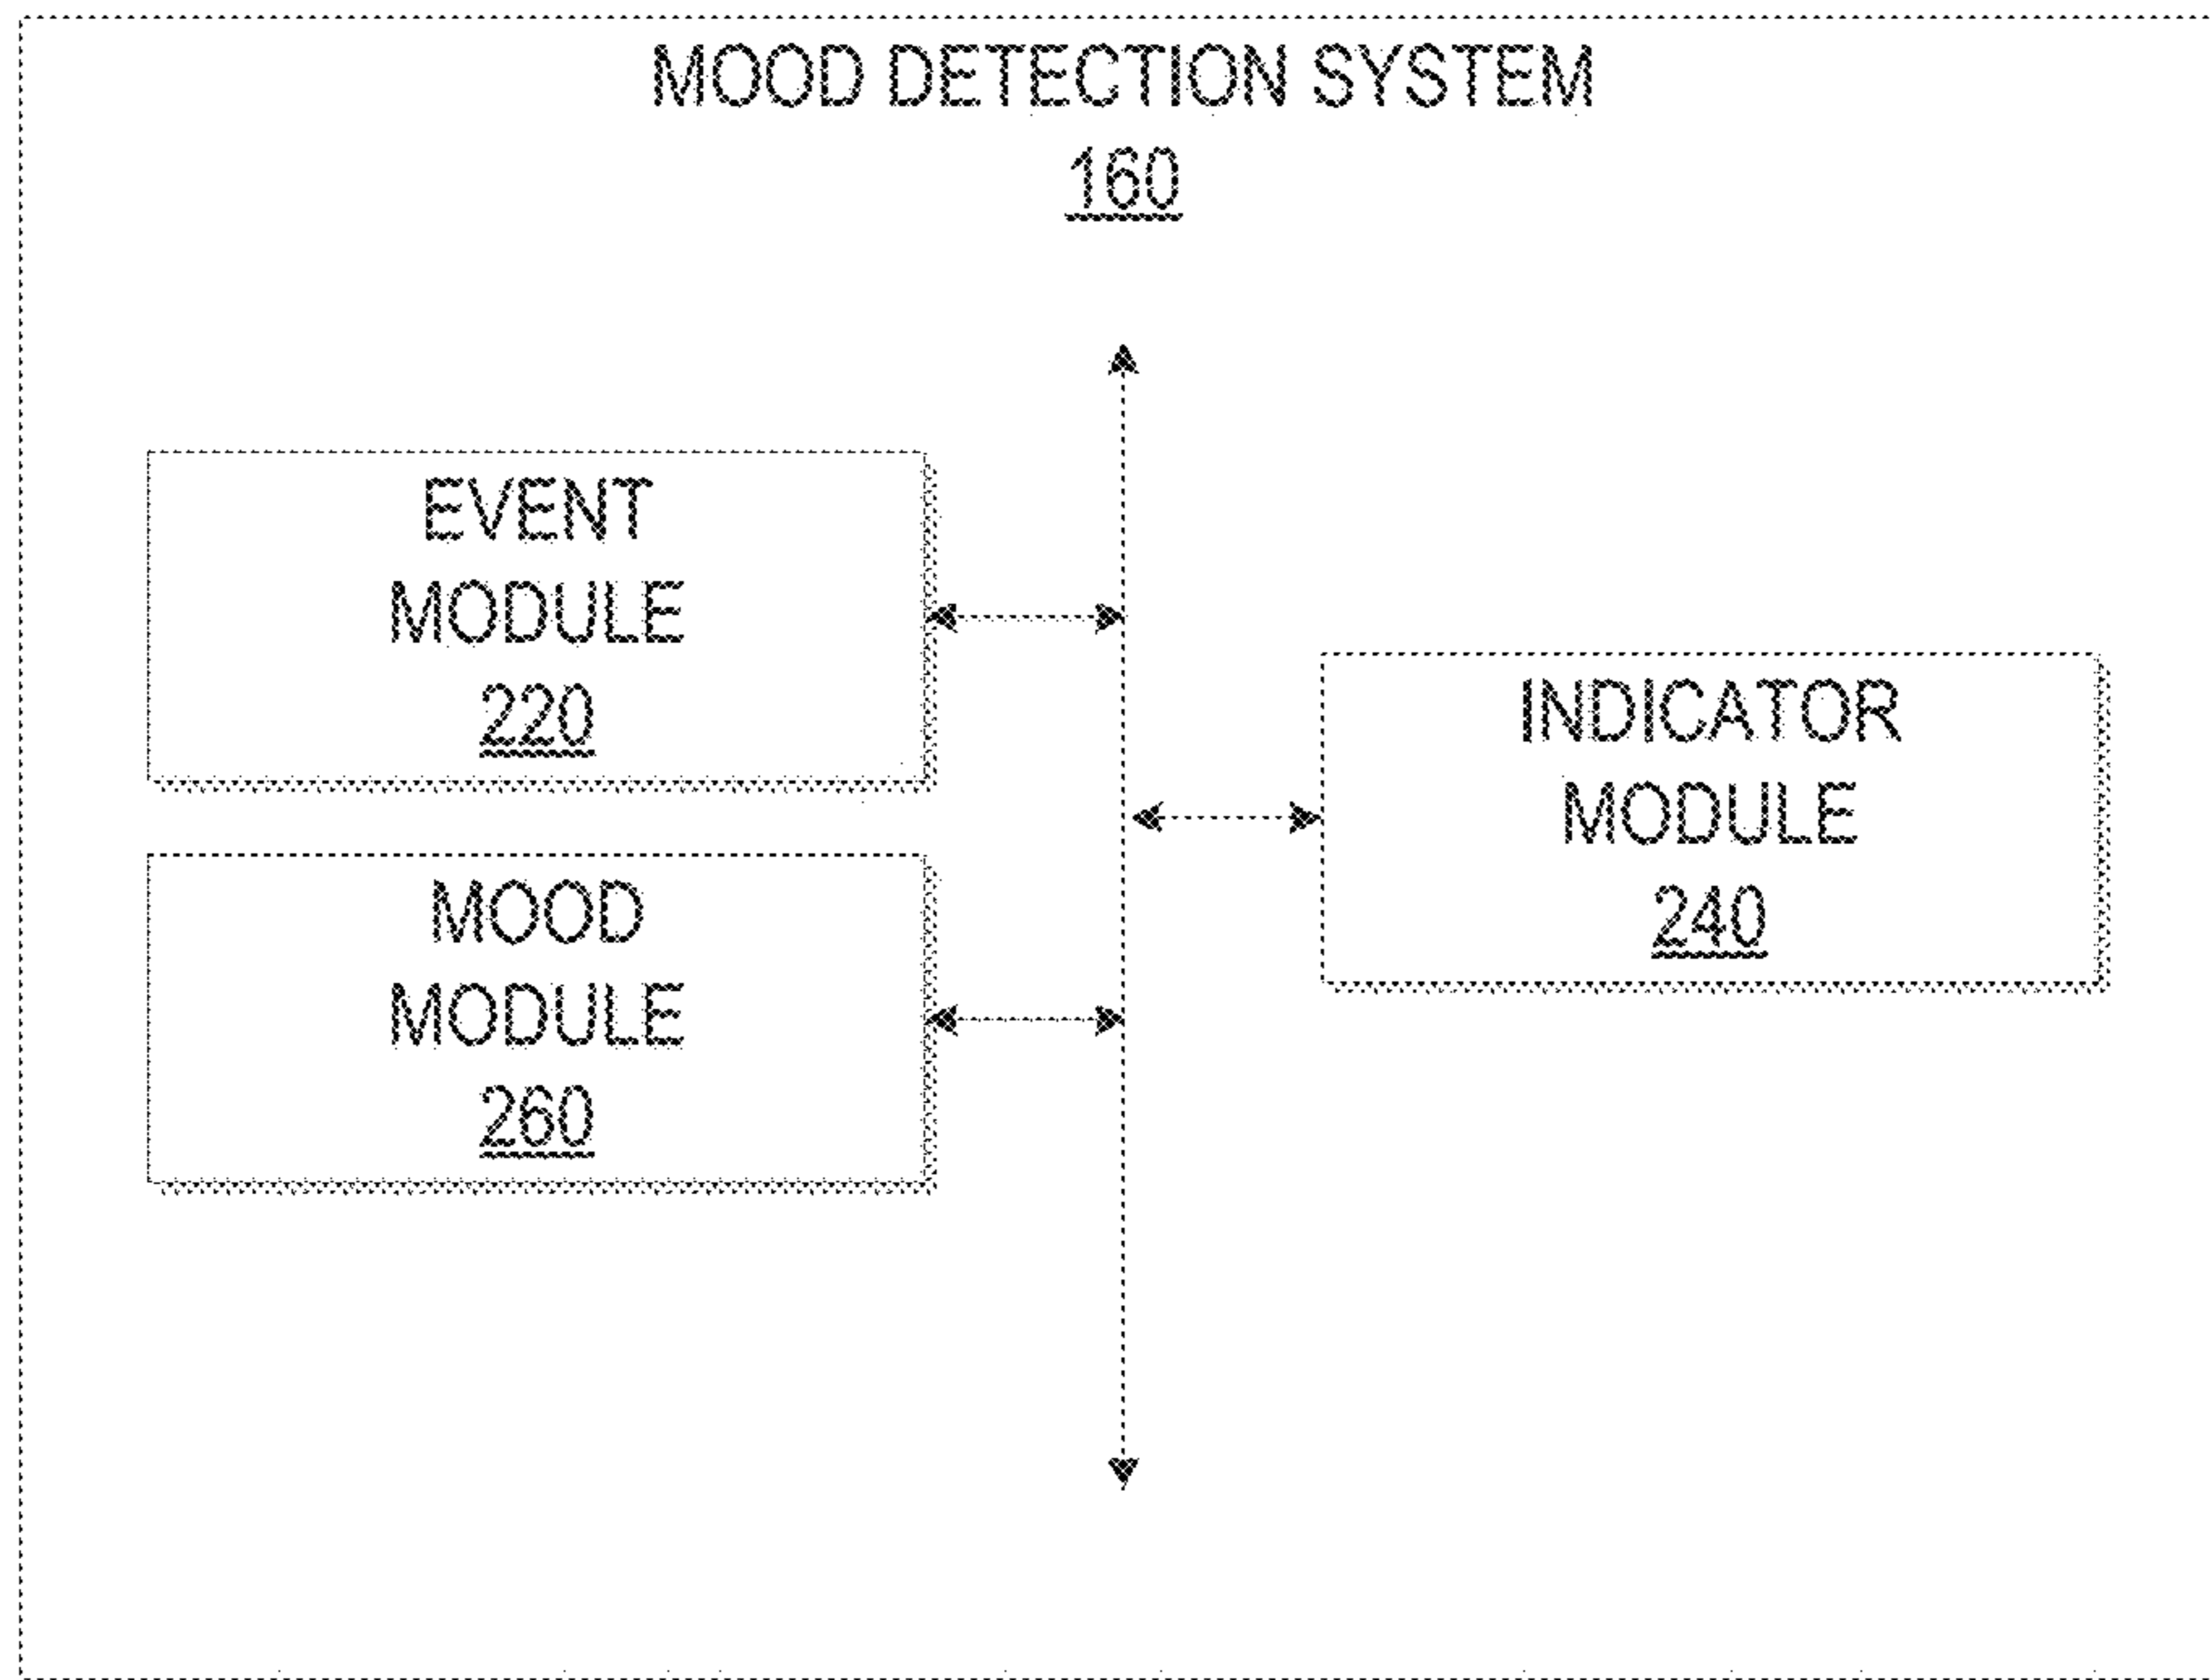 MOOD DETECTION SYSTEM
160
EVENT
MODULE
220
INDICATOR
MODULE
240
MOOD
MODULE
260